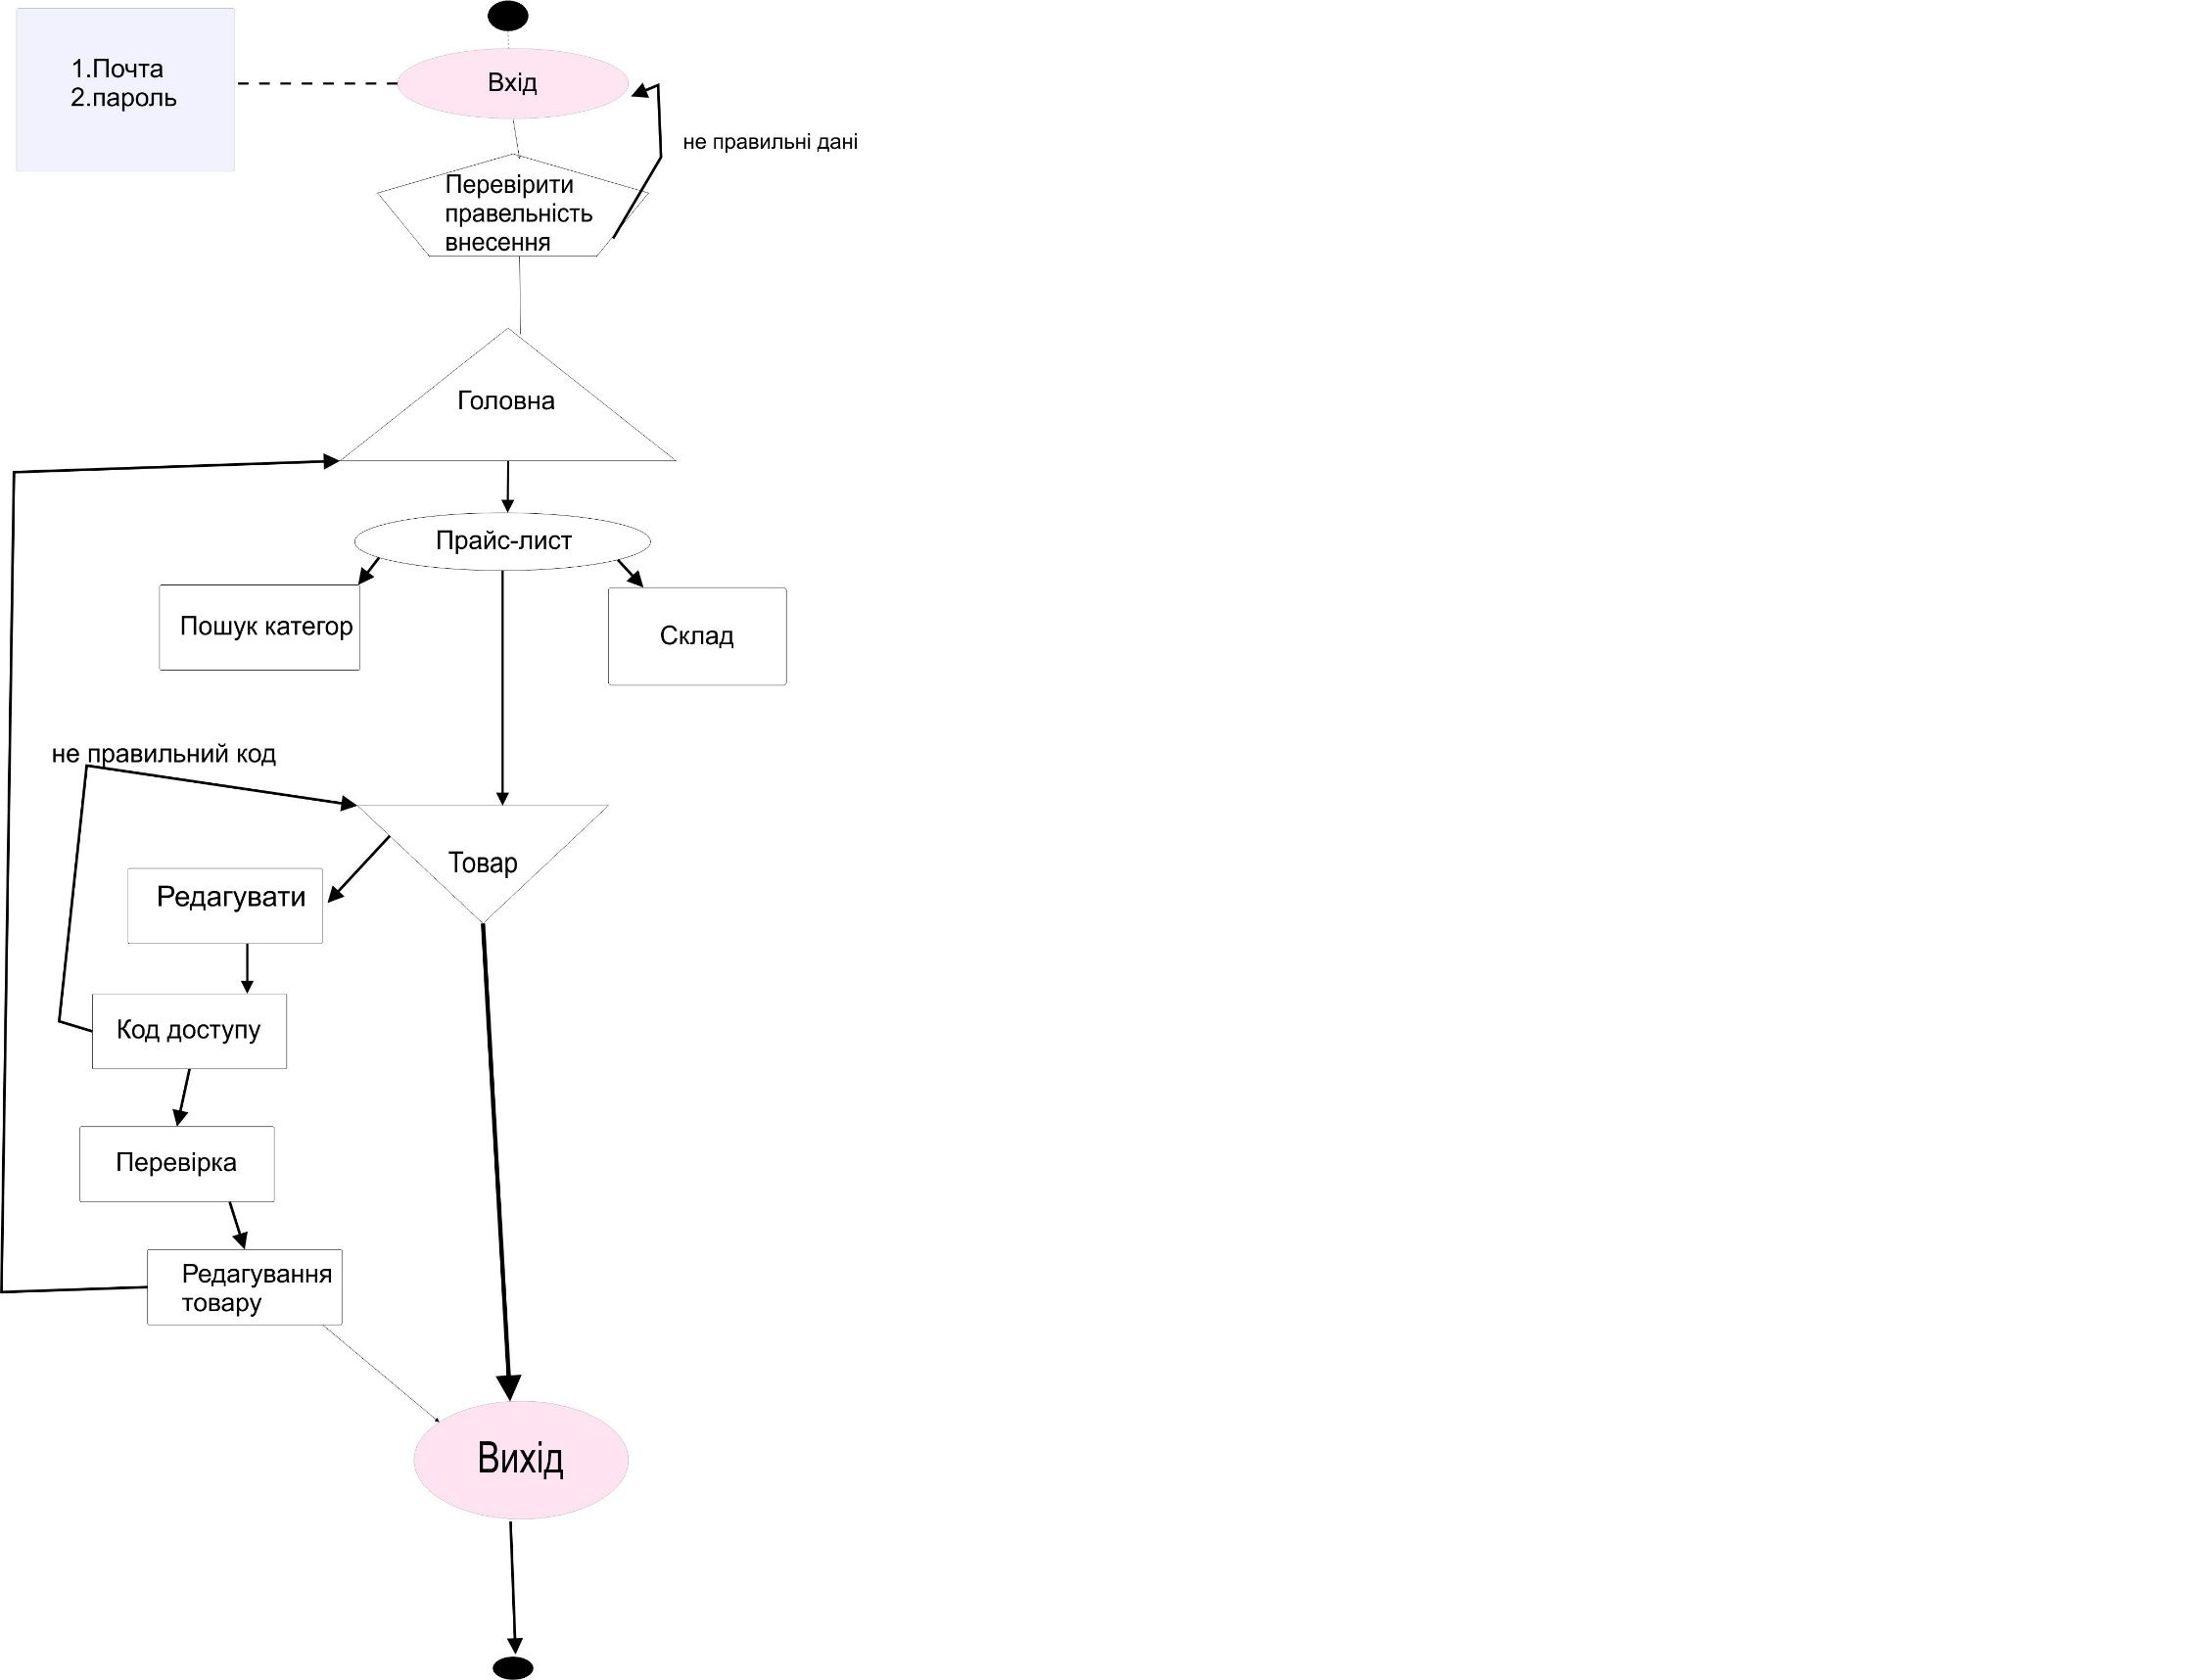 1.Почта
2.пароль
Вхід
не правильні дані
Перевірити
правельність
внесення
Головна
Прайс-лист
Пошук категор
Склад
не правильний код
Товар
Редагувати
Код доступу
Перевірка
Редагування
товару
Вихід